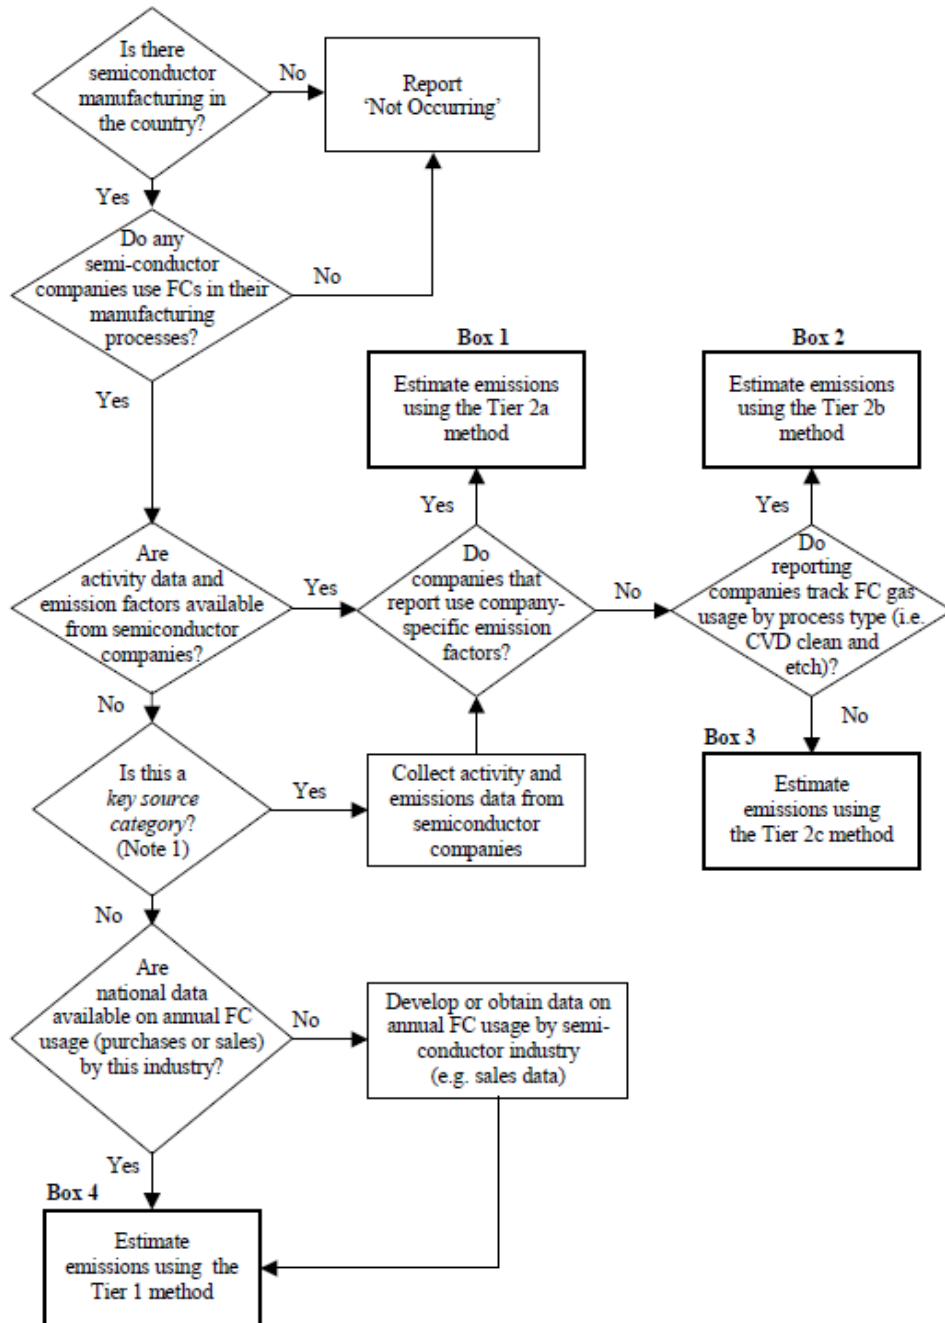 Is there
semiconductor
manufacturing in
the country?
No
Report
‘Not Occurring’
Yes
Do any
semi-conductor
companies use FCs in their
manufacturing
processes?
No
Yes
Box 1
Estimate emissions
using the Tier 2a
method
Box 2
Estimate emissions
using the Tier 2b
method
Yes
Yes
Are
activity data and
emission factors available
from semiconductor
companies?
Yes
Do
companies that
report use company-
specific emission
factors?
No
Do
reporting
companies track FC gas
usage by process type (i.e.
CVD clean and
etch)?
No
No
Box 3
Estimate
emissions using
the Tier 2c method
Is this a
key source
category?
(Note 1)
Yes
Collect activity and
emissions data from
semiconductor
companies
No
Are
national data
available on annual FC
usage (purchases or sales)
by this industry?
No
Develop or obtain data on
annual FC usage by semi-
conductor industry
(e.g. sales data)
Yes
Box 4
Estimate
emissions using the
Tier 1 method